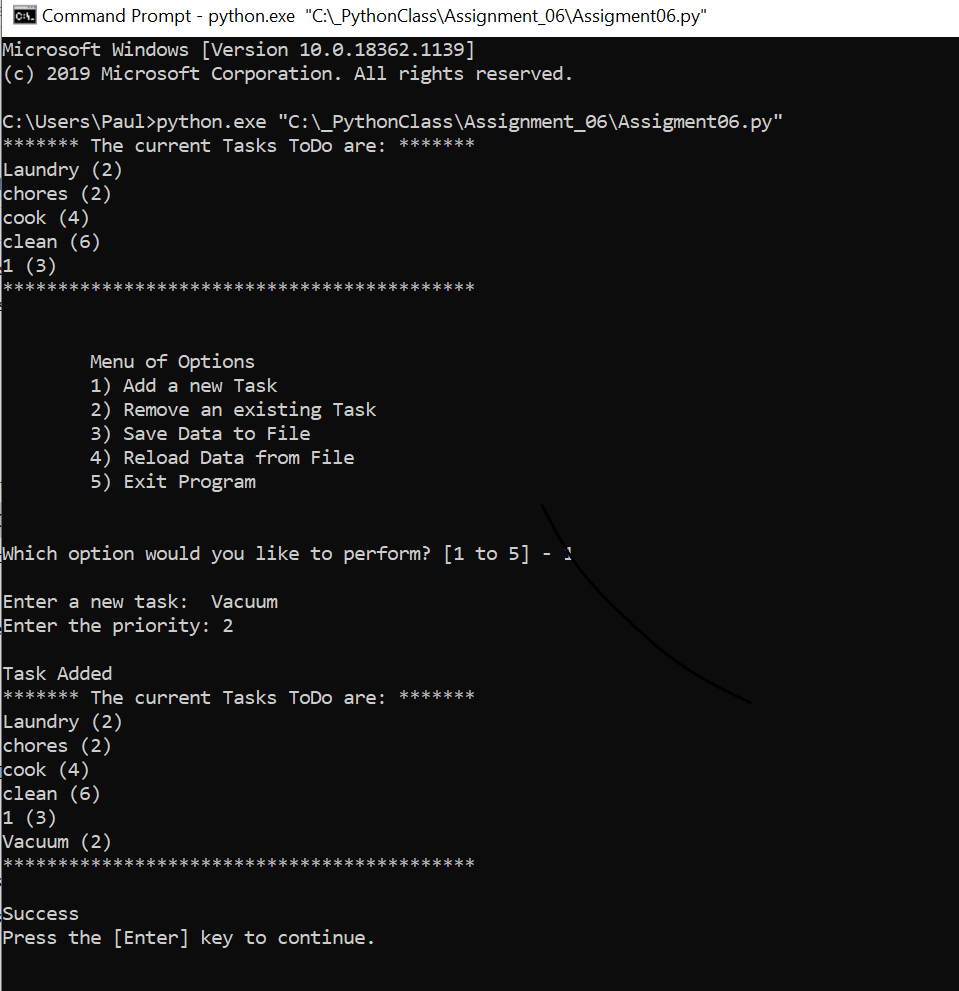 Command Prompt - python.exe "C:\_PythonClass\Assignment_06\Assigment06.py"
Microsoft Windows [Version 10.0.18362.1139]
(c) 2019 Microsoft Corporation. All rights reserved.
C:\Users\Paul>python.exe "C:\_PythonClass\Assignment_06\Assigment06.py"
******* The current Tasks ToDo are: *******
Laundry (2)
chores (2)
cook (4)
clean (6)
1 (3)
*******************************************
Menu of Options
1) Add a new Task
2) Remove an existing Task
3) Save Data to File
4) Reload Data from File
5) Exit Program
Which option would you like to perform? [1 to 5] - 1
Enter a new task:  Vacuum
Enter the priority: 2
Task Added
******* The current Tasks ToDo are: *******
Laundry (2)
chores (2)
cook (4)
clean (6)
1 (3)
Vacuum (2)
*******************************************
Success
Press the [Enter] key to continue.